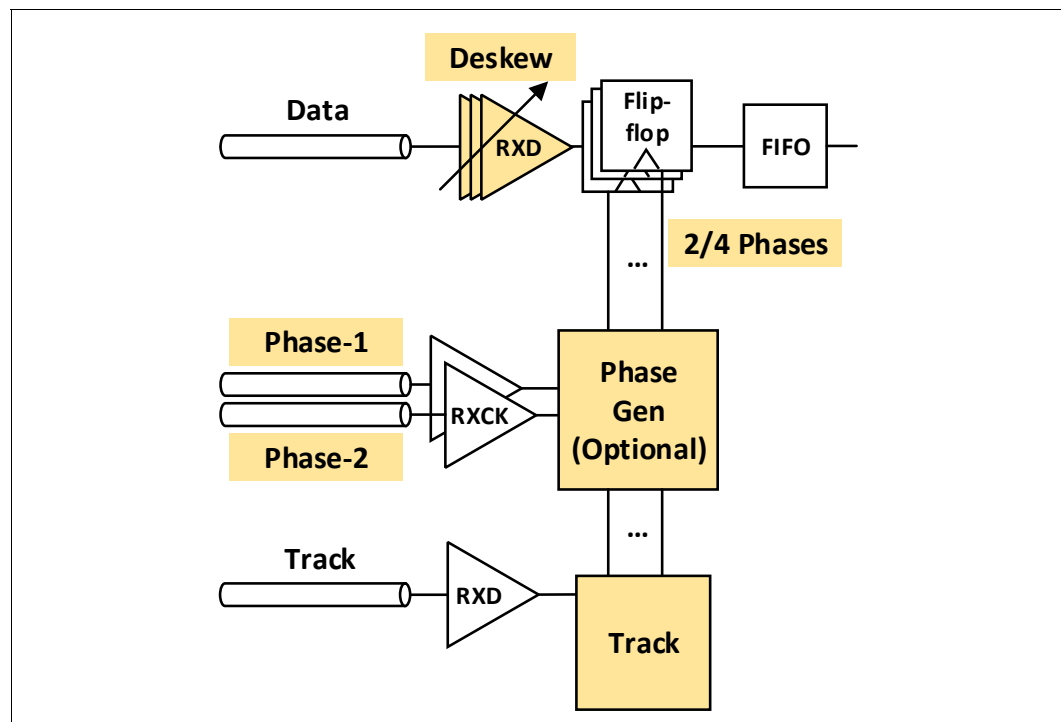 Deskew
Data
RXD
Flip-
flop
FIFO
2/4 Phases
...
Phase-1
RXCK
Phase
Gen
(Optional)
Phase-2
...
Track
RXD
Track